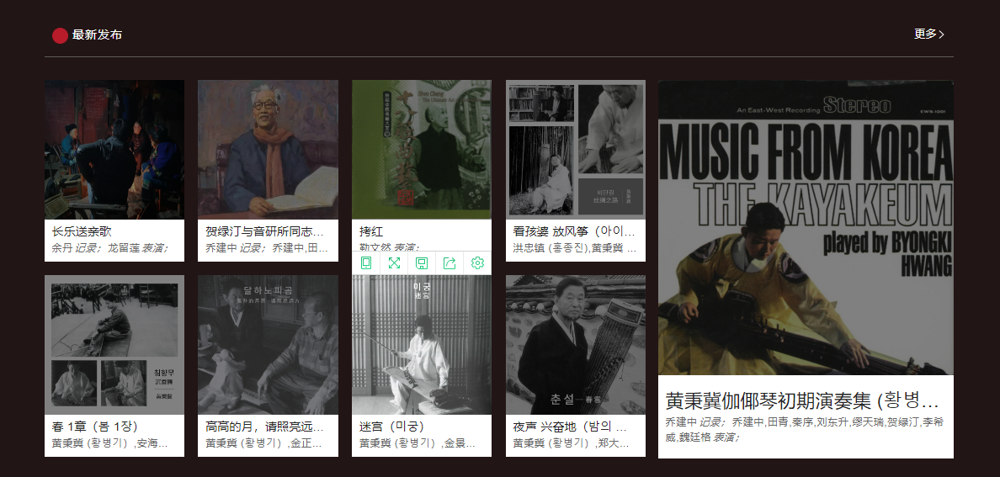 最新发布
更多
长乐送亲歌
余丹 记录; 龙留莲 表演;
贺绿汀与音研所同志...
乔建中 记录; 乔建中,田...
拷红
勒文然 表演;
看孩婆 放风筝（아이...
洪忠镇 (홍종진),黄秉冀 ...
비단길
丝绸之路
An East-West Recording Stereo
EWS-1001
MUSIC FROM KOREA
THE KAYAKEUM
played by BYONGKI
HWANG
黄秉冀伽倻琴初期演奏集 (황병...
乔建中 记录; 乔建中,田青,秦序,刘东升,缪天瑞,贺绿汀,李希
威,魏廷格 表演;
침향무
沉香舞
黄秉冀
春 1章（봄 1장）
黄秉冀 (황병기）,安海...
달하노피곰
高高的月，请照亮远...
黄秉冀 (황병기）,金正...
미궁
迷宫
迷宫（미궁）
黄秉冀 (황병기）,金景...
춘설 春雪
夜声 兴奋地（밤의 ...
黄秉冀 (황병기）,郑大...